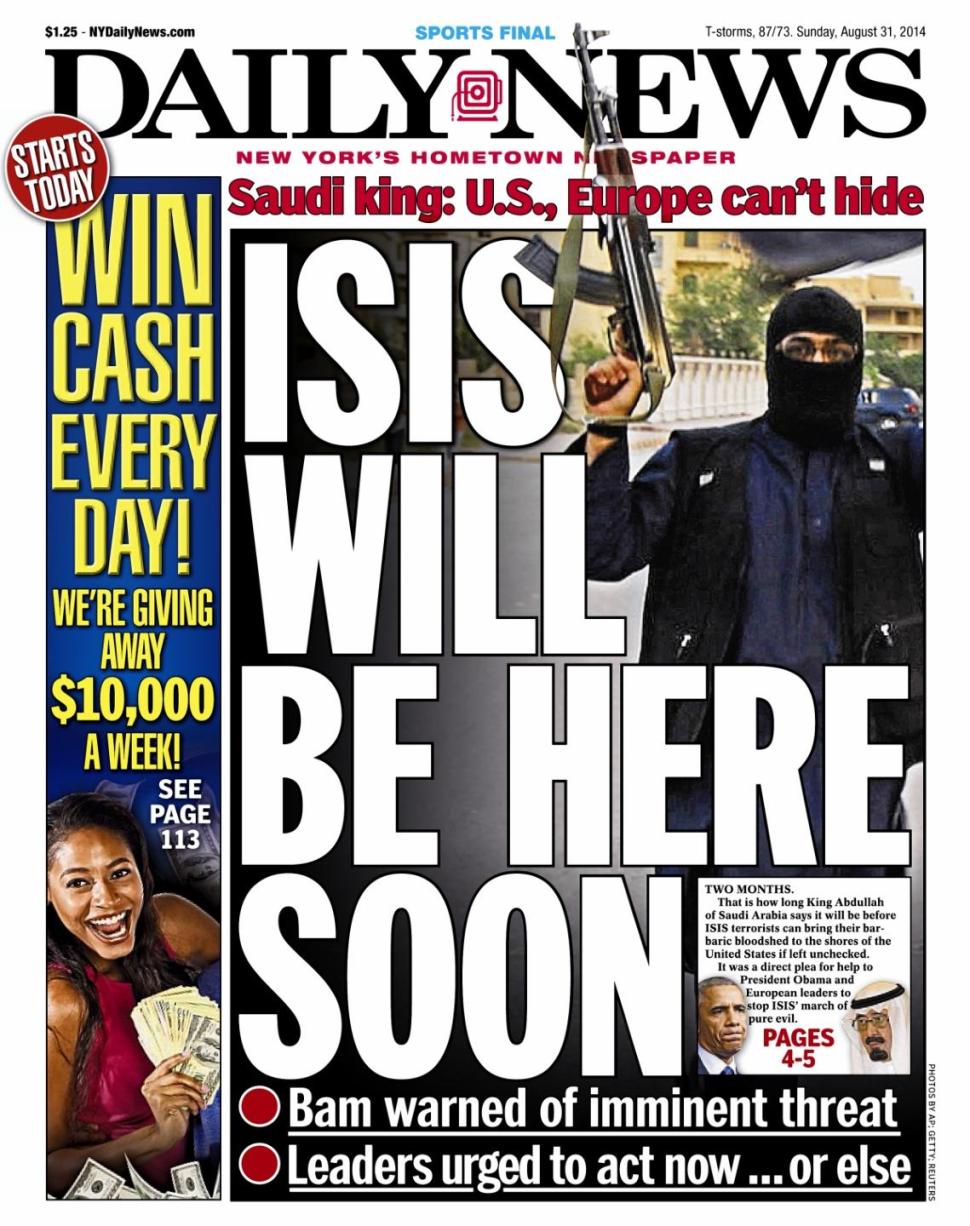 $1.25 - NYDailyNews.com
SPORTS FINAL
T-storms, 87/73. Sunday, August 31, 2014
DAILY NEWS
NEW YORK'S HOMETOWN NEWSPAPER
STARTS
TODAY
WIN
CASH
EVERY
DAY!
WE'RE GIVING
AWAY
$10,000
A WEEK!
SEE
PAGE
113
Saudi king: U.S., Europe can't hide
ISIS
WILL
BE HERE
SOON
TWO MONTHS.
That is how long King Abdullah
of Saudi Arabia says it will be before
ISIS terrorists can bring their bar-
baric bloodshed to the shores of the
United States if left unchecked.
It was a direct plea for help to
President Obama and
European leaders to
stop ISIS' march of
pure evil.
PAGES
4-5
Bam warned of imminent threat
Leaders urged to act now ... or else
PHOTOS BY AP; GETTY; REUTERS